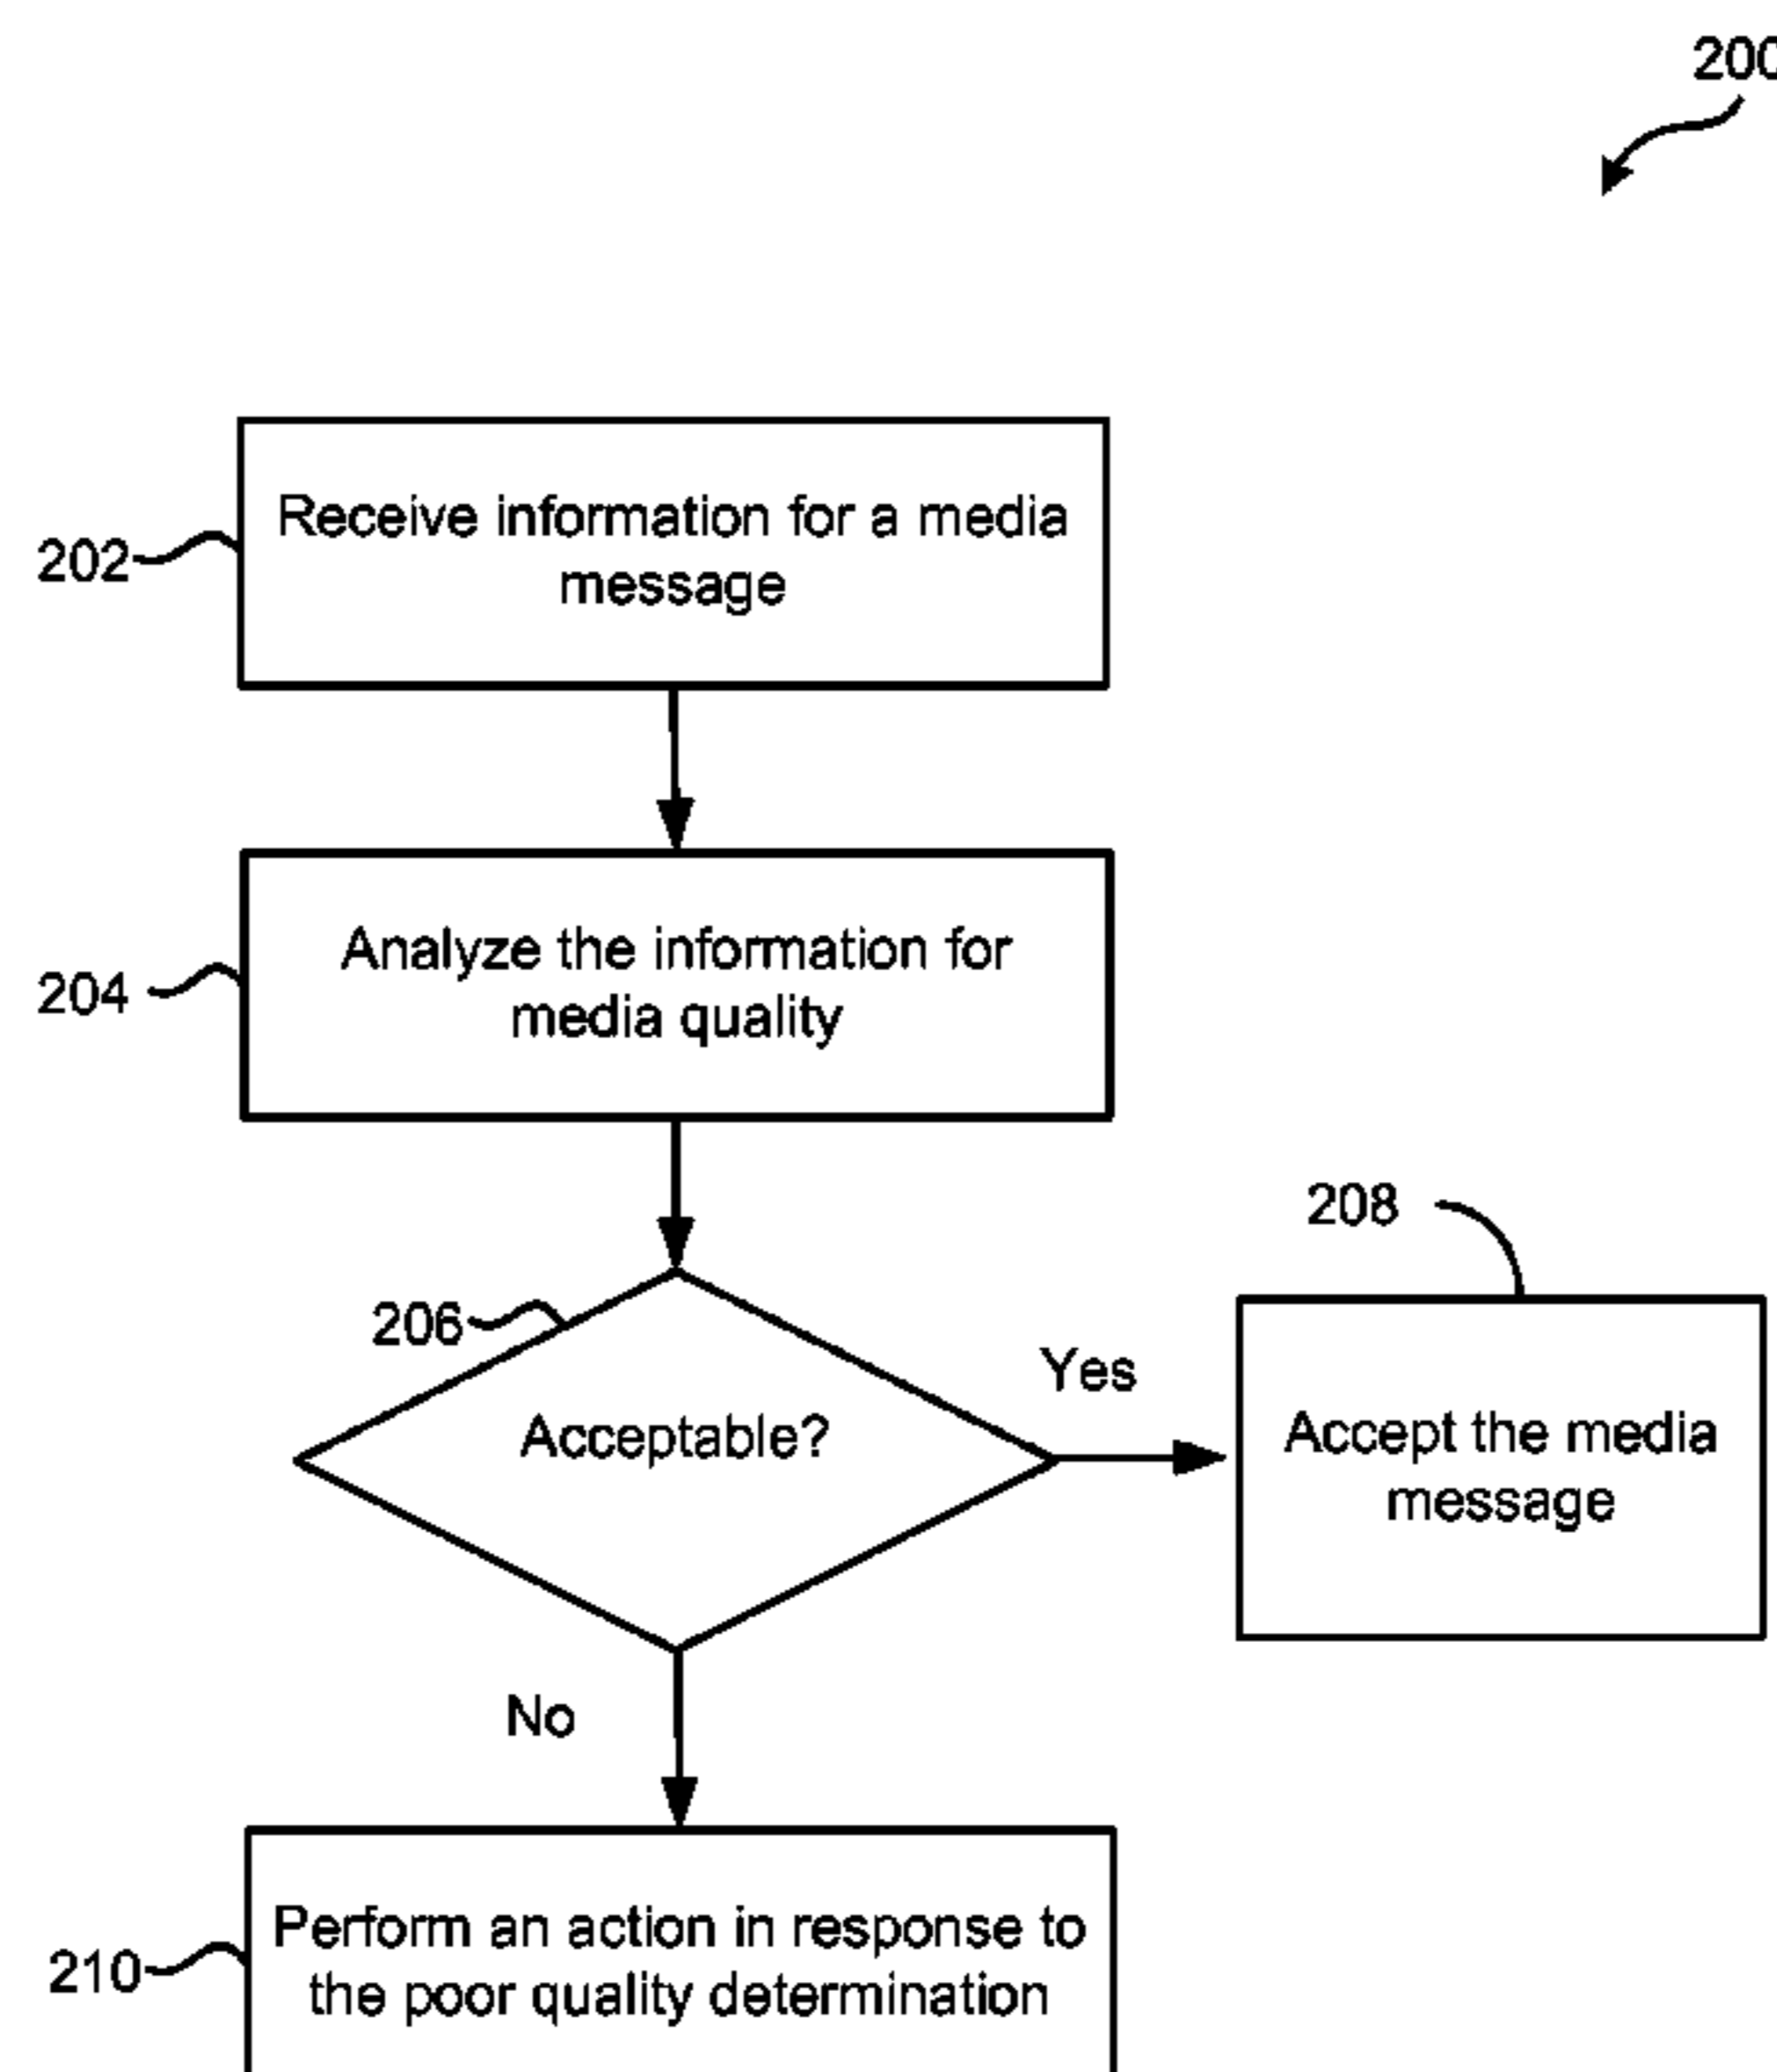 200
Receive information for a media
message
202
Analyze the information for
media quality
204
208
206
Yes
Acceptable?
Accept the media
message
No
Perform an action in response to
the poor quality determination
210